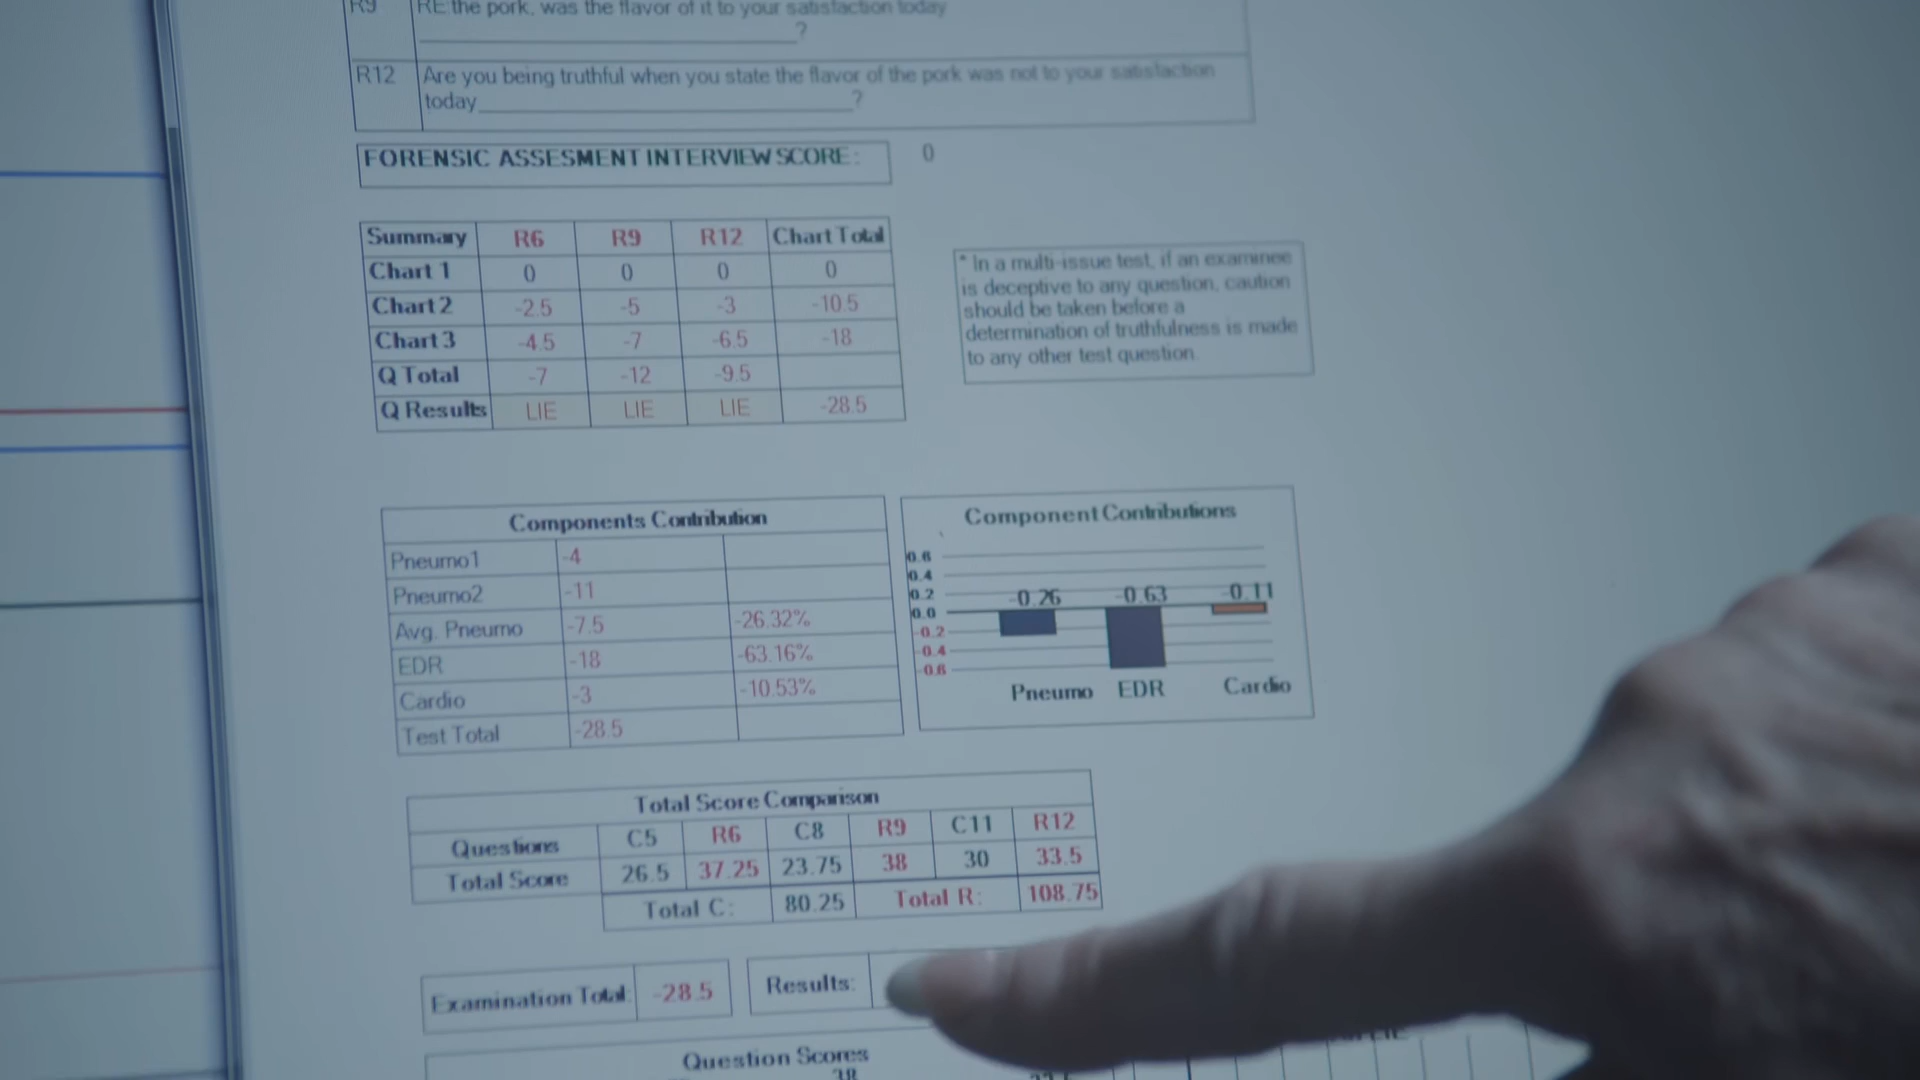 R9 RE the pork, was the flavor of it to your satisfaction today
____________________?
R12 Are you being truthful when you state the flavor of the pork was not to your satisfaction
today____________________?
FORENSIC ASSESMENT INTERVIEW SCORE: 0
Summary R6 R9 R12 Chart Total
Chart 1 0 0 0 0
Chart 2 -2.5 -5 -3 -10.5
Chart 3 -4.5 -7 -6.5 -18
Q Total -7 -12 -9.5
Q Results LIE LIE LIE -28.5
* In a multi-issue test, if an examinee
is deceptive to any question, caution
should be taken before a
determination of truthfulness is made
to any other test question.
Components Contribution
Pneumo1 -4
Pneumo2 -11
Avg. Pneumo -7.5 -26.32%
EDR -18 -63.16%
Cardio -3 -10.53%
Test Total -28.5
Component Contributions
0.6
0.4
0.2
0.0
-0.2
-0.4
-0.6
-0.26 -0.63 -0.11
Pneumo EDR Cardio
Total Score Comparison
Questions C5 R6 C8 R9 C11 R12
Total Score 26.5 37.25 23.75 38 30 33.5
Total C: 80.25 Total R: 108.75
Examination Total: -28.5 Results:
Question Scores
38